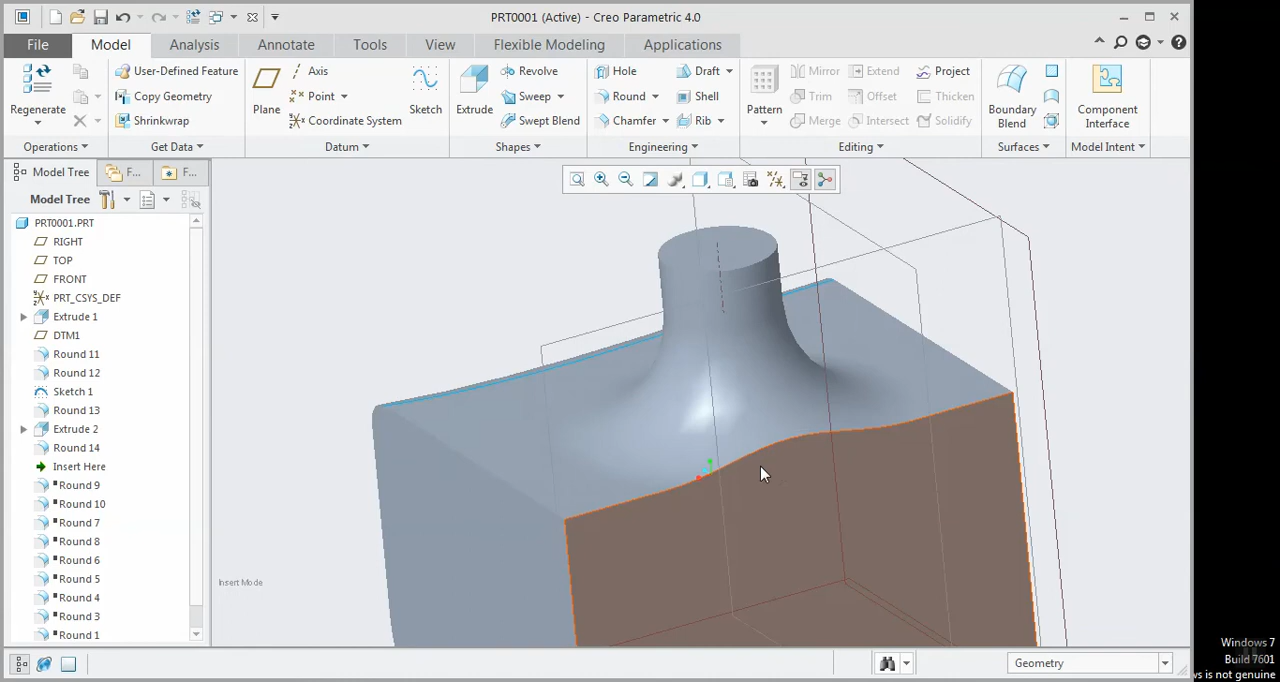 PRT0001 (Active) - Creo Parametric 4.0
File Model Analysis Annotate Tools View Flexible Modeling Applications
Regenerate
User-Defined Feature
Copy Geometry
Shrinkwrap
Plane
Axis
Point
Coordinate System
Sketch
Extrude
Revolve
Sweep
Swept Blend
Hole
Round
Chamfer
Draft
Shell
Rib
Pattern
Mirror
Trim
Merge
Extend
Offset
Intersect
Project
Thicken
Solidify
Boundary
Blend
Component
Interface
Operations Get Data Datum Shapes Engineering Editing Surfaces Model Intent
Model Tree F... F...
Model Tree
PRT0001.PRT
RIGHT
TOP
FRONT
PRT_CSYS_DEF
Extrude 1
DTM1
Round 11
Round 12
Sketch 1
Round 13
Extrude 2
Round 14
Insert Here
Round 9
Round 10
Round 7
Round 8
Round 6
Round 5
Round 4
Round 3
Round 1
Insert Mode
Geometry
Windows 7
Build 7601
ws is not genuine